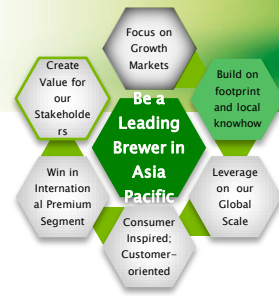 Focus on
Growth
Markets
Build on
footprint
and local
knowhow
Leverage
on our
Global
Scale
Consumer
Inspired;
Customer-
oriented
Win in
Internation
al Premium
Segment
Create
Value for
our
Stakeholde
rs
Be a
Leading
Brewer in
Asia
Pacific